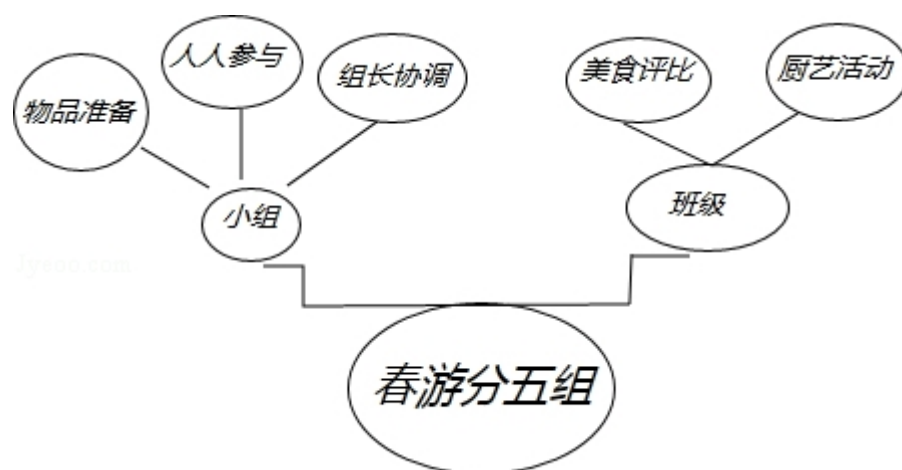 人人参与
组长协调
美食评比
厨艺活动
物品准备
小组
班级
春游分五组